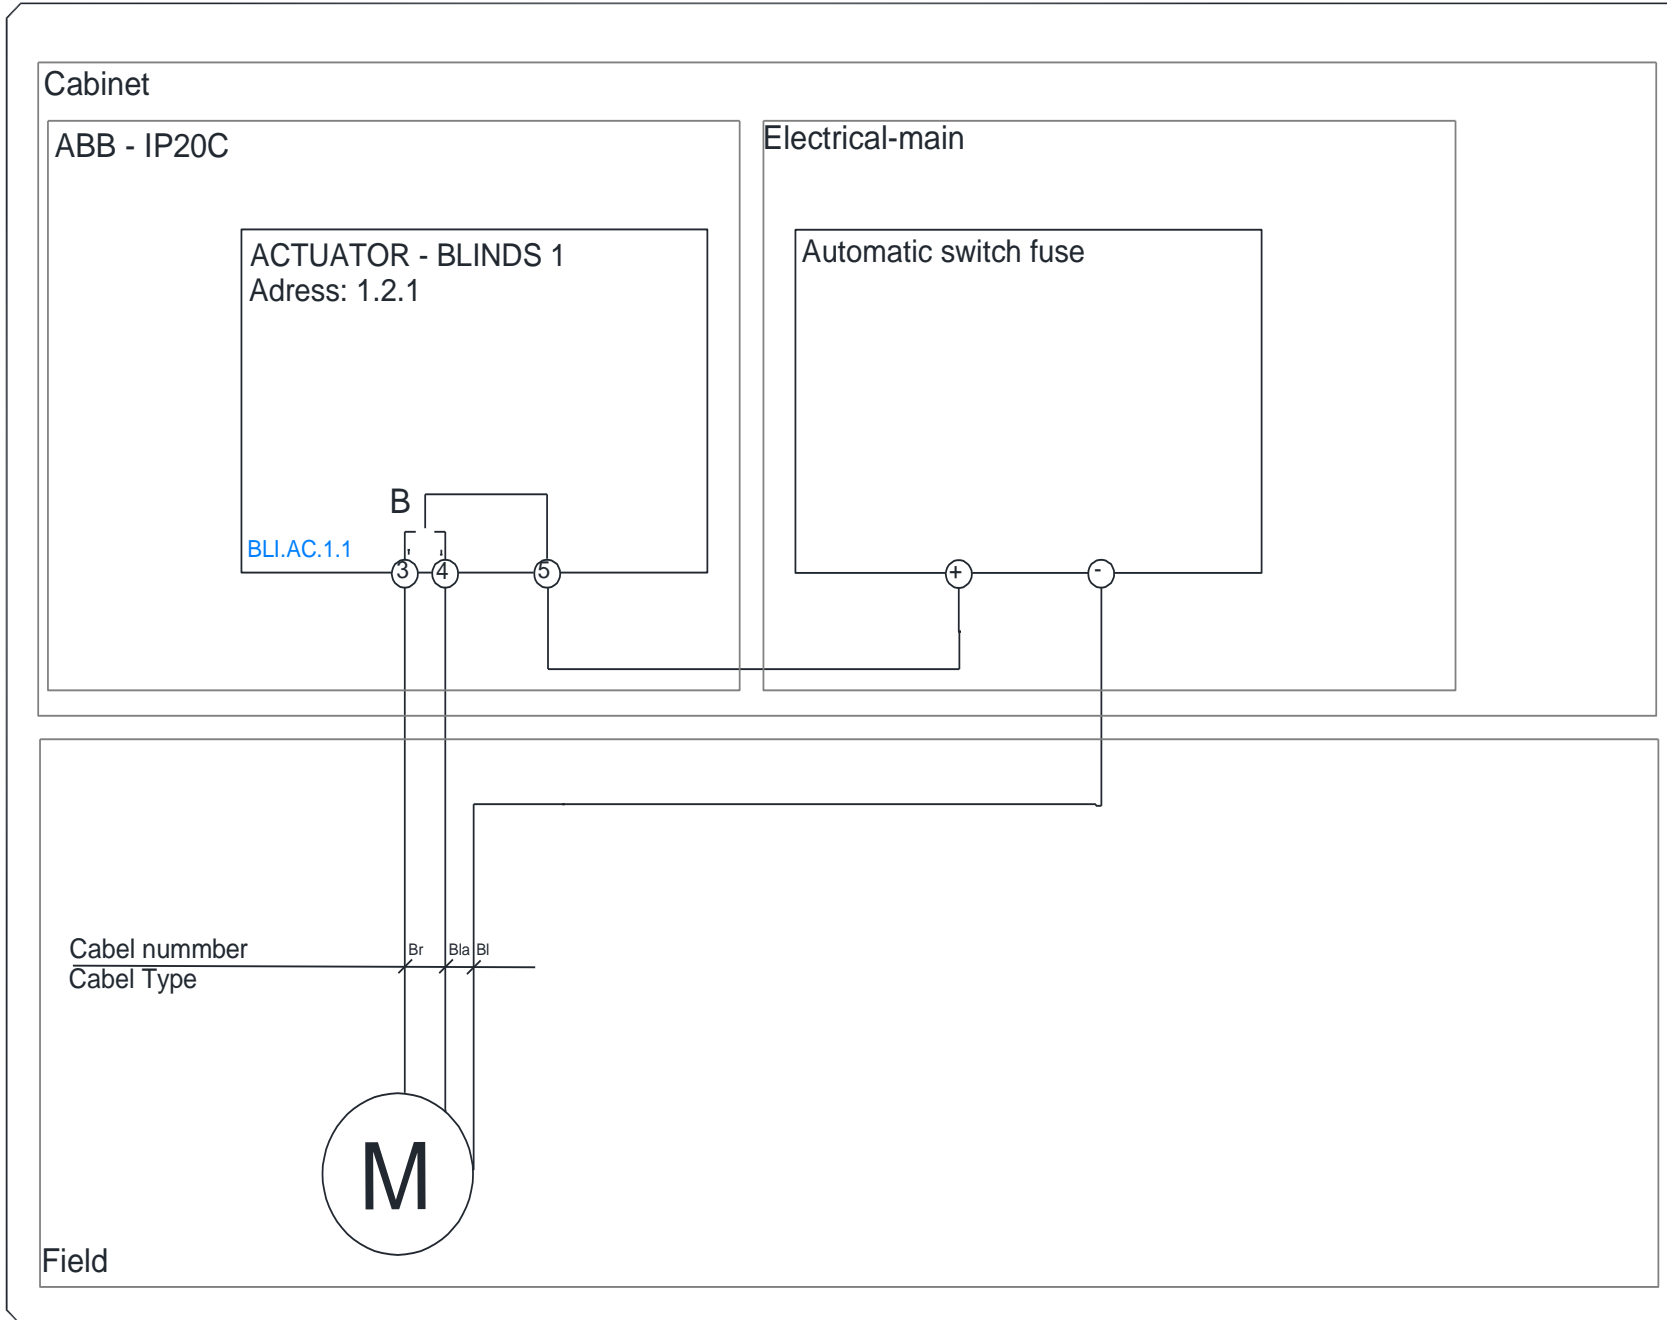 Cabinet
ABB - IP20C
Electrical-main
ACTUATOR - BLINDS 1
Adress: 1.2.1
Automatic switch fuse
B
BLI.AC.1.1
3 4 5
+ -
Cabel nummber
Br Bla Bl
Cabel Type
M
Field